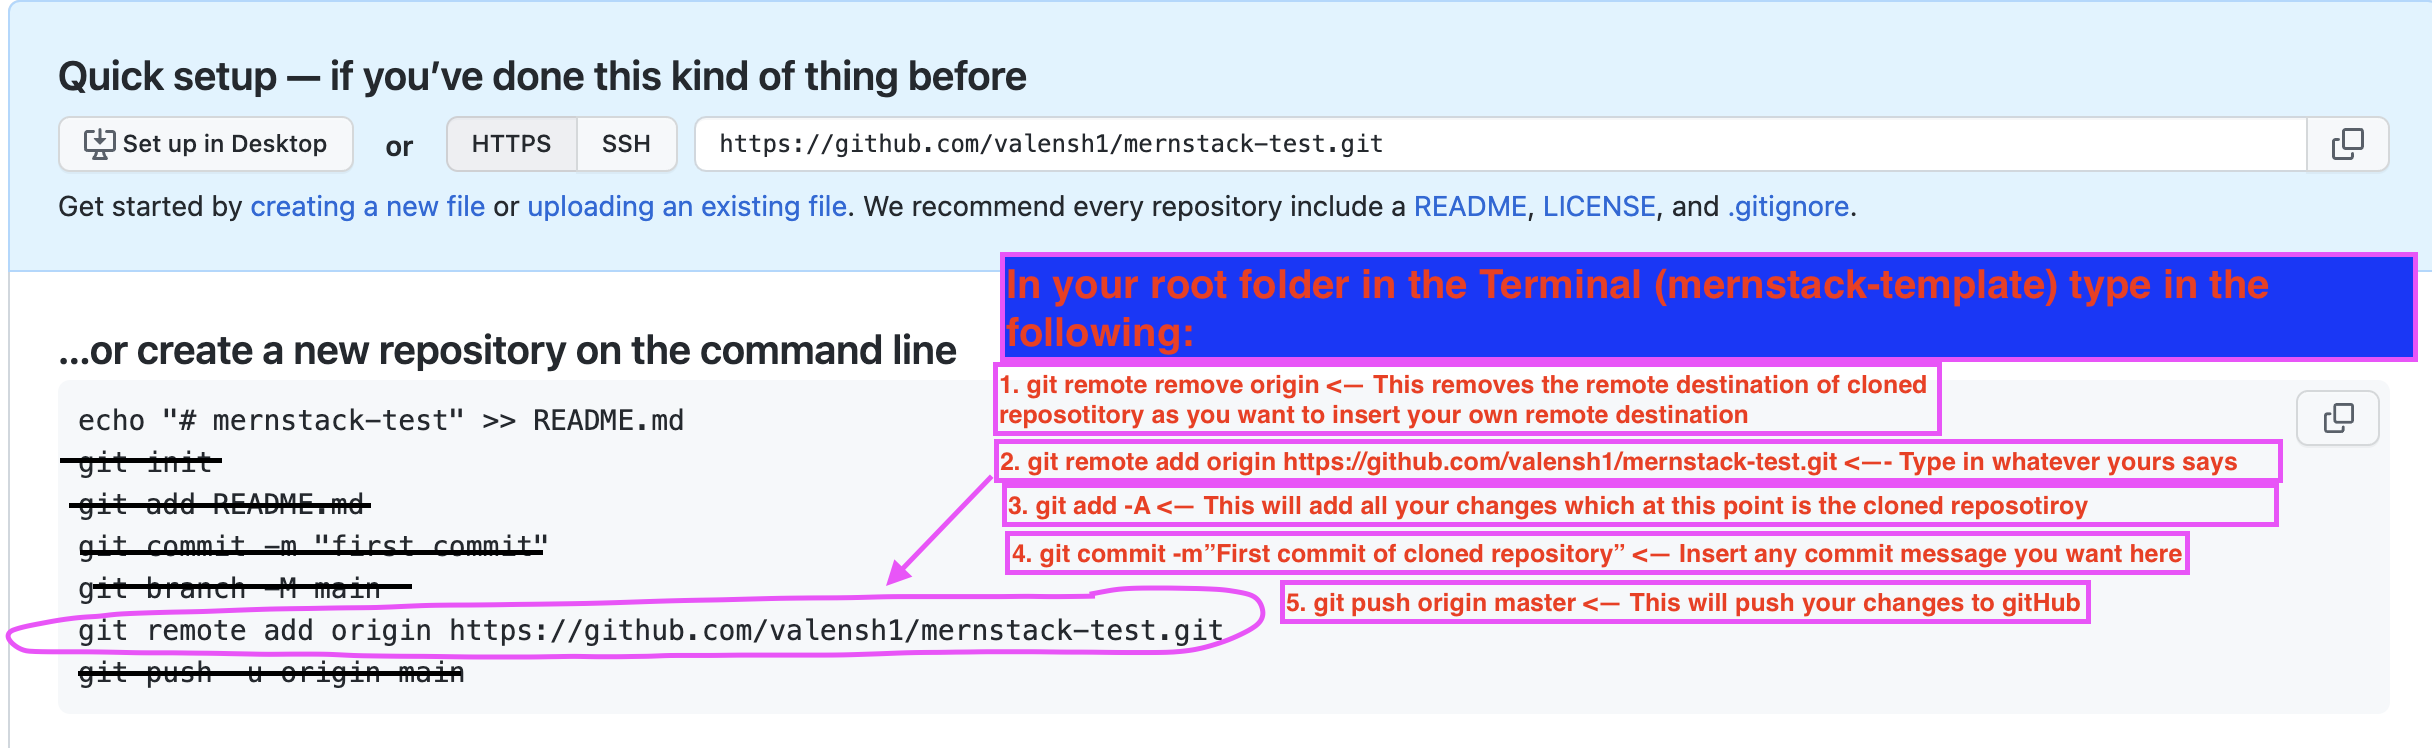 Quick setup — if you’ve done this kind of thing before
Set up in Desktop or HTTPS SSH https://github.com/valensh1/mernstack-test.git
Get started by creating a new file or uploading an existing file. We recommend every repository include a README, LICENSE, and .gitignore.
In your root folder in the Terminal (mernstack-template) type in the
following:
...or create a new repository on the command line
1. git remote remove origin <— This removes the remote destination of cloned
reposotitory as you want to insert your own remote destination
echo "# mernstack-test" >> README.md
git init
2. git remote add origin https://github.com/valensh1/mernstack-test.git <—- Type in whatever yours says
git add README.md
3. git add -A <— This will add all your changes which at this point is the cloned reposotiroy
git commit -m "first commit"
4. git commit -m”First commit of cloned repository” <— Insert any commit message you want here
git branch -M main
5. git push origin master <— This will push your changes to gitHub
git remote add origin https://github.com/valensh1/mernstack-test.git
git push -u origin main